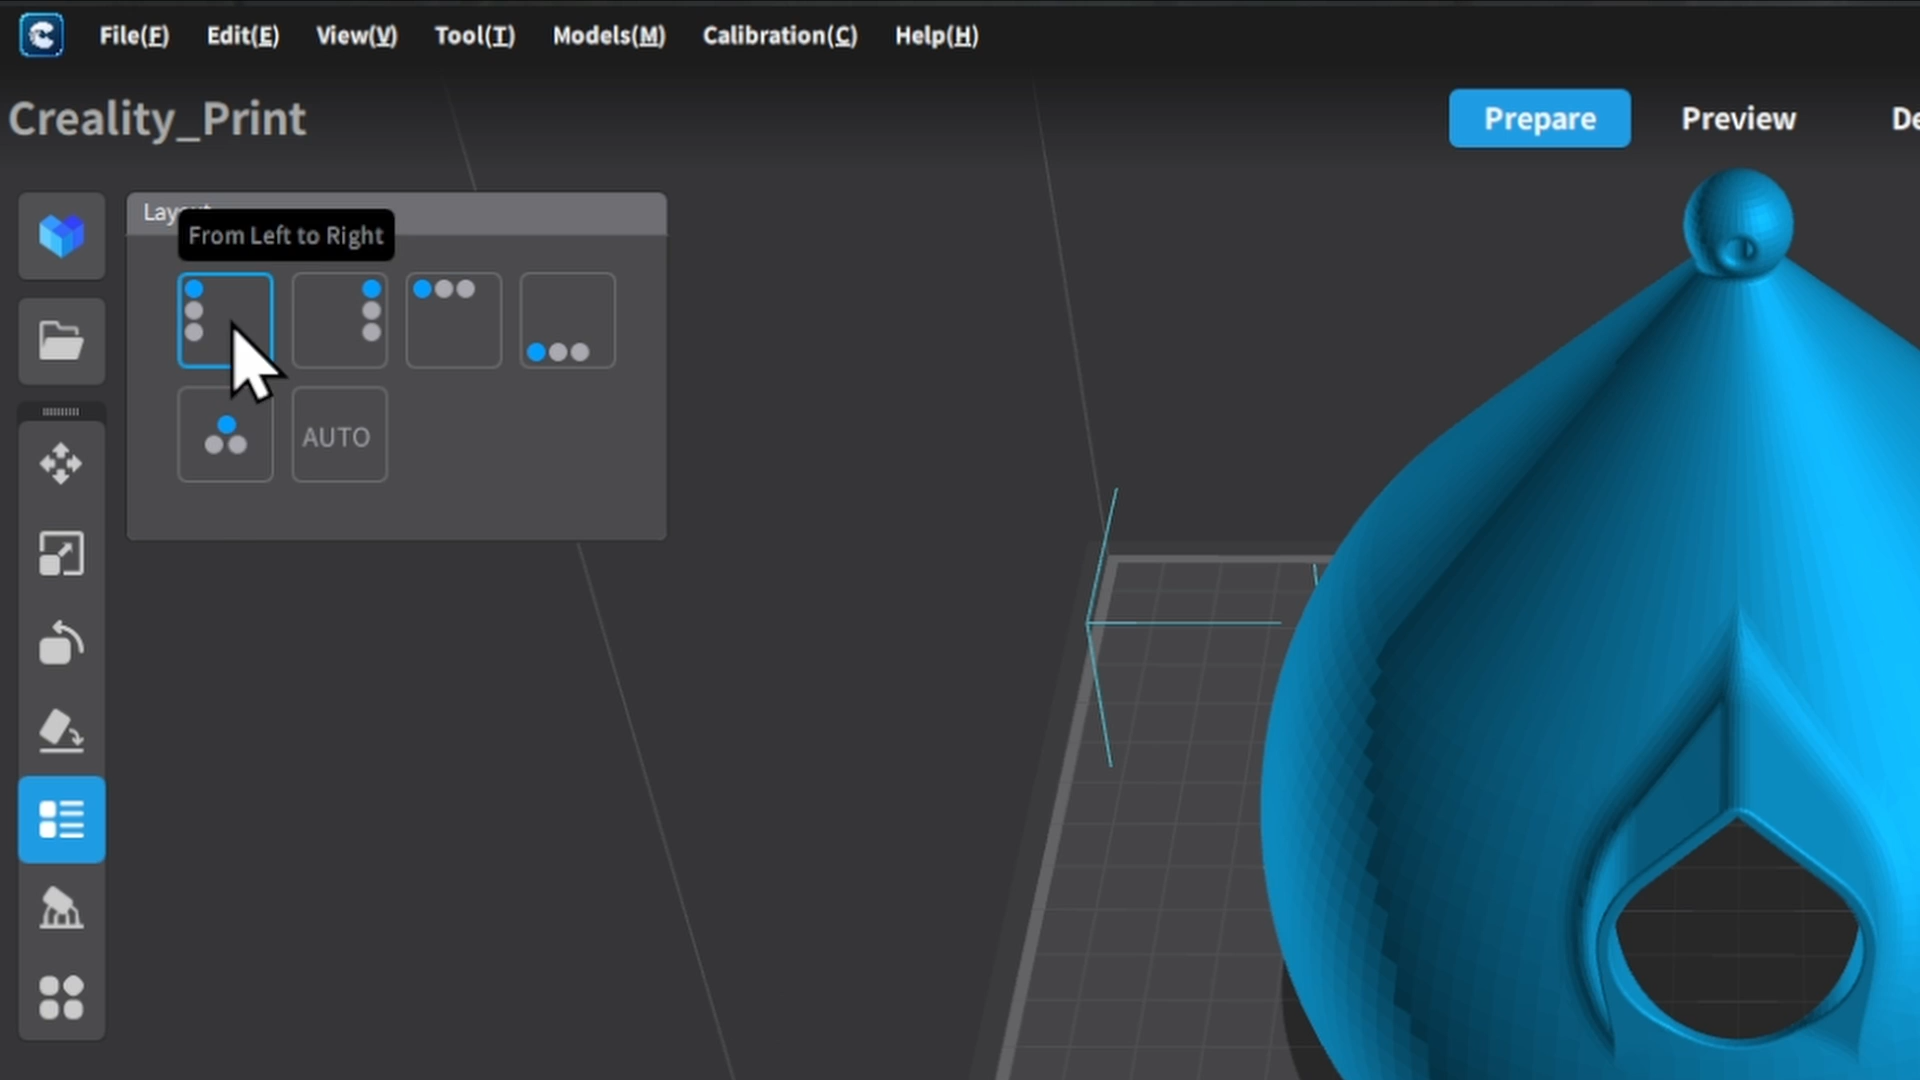 File(F) Edit(E) View(V) Tool(T) Models(M) Calibration(C) Help(H)
Creality_Print
Prepare Preview
From Left to Right
AUTO